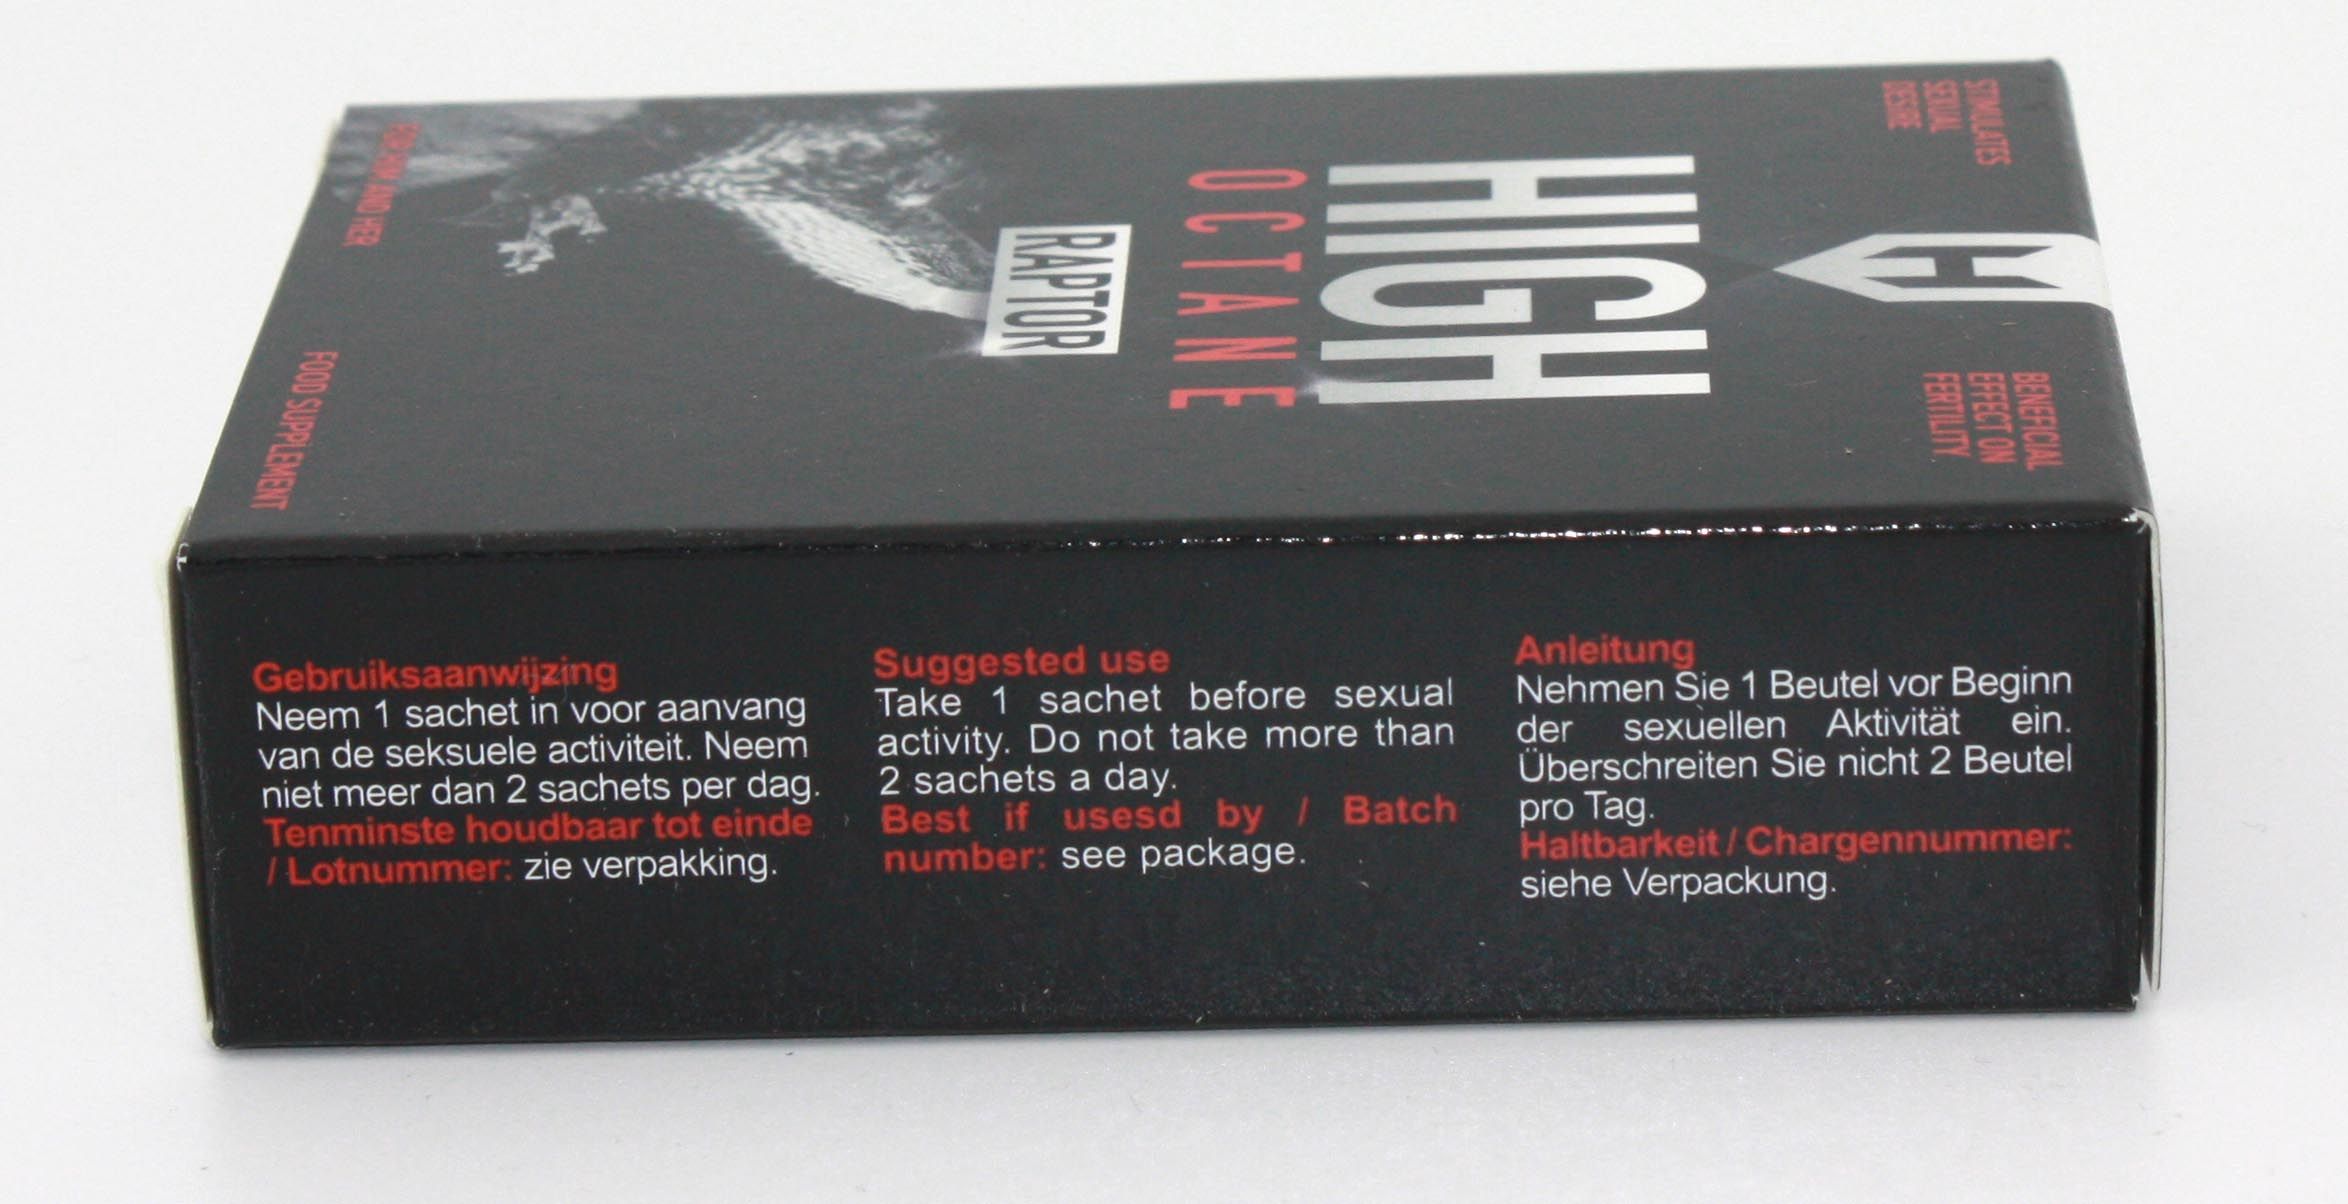 STIMULATES
SEXUAL
DESIRE
BENEFICIAL
EFFECT ON
FERTILITY
HIGH
OCTANE
RAPTOR
FOR HIM AND HER
FOOD SUPPLEMENT
Gebruiksaanwijzing
Neem 1 sachet in voor aanvang
van de seksuele activiteit. Neem
niet meer dan 2 sachets per dag.
Tenminste houdbaar tot einde
/ Lotnummer: zie verpakking.
Suggested use
Take 1 sachet before sexual
activity. Do not take more than
2 sachets a day.
Best if usesd by / Batch
number: see package.
Anleitung
Nehmen Sie 1 Beutel vor Beginn
der sexuellen Aktivität ein.
Überschreiten Sie nicht 2 Beutel
pro Tag.
Haltbarkeit / Chargennummer:
siehe Verpackung.